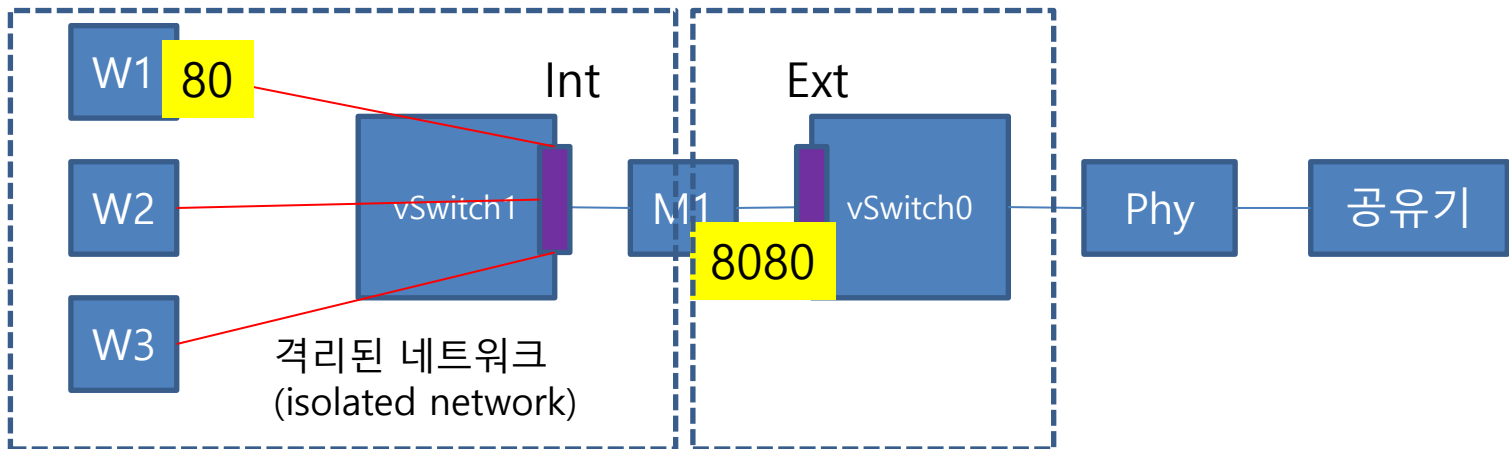 W1
80
Int
Ext
W2
vSwitch1
M1
vSwitch0
Phy
공유기
8080
W3
격리된 네트워크
(isolated network)